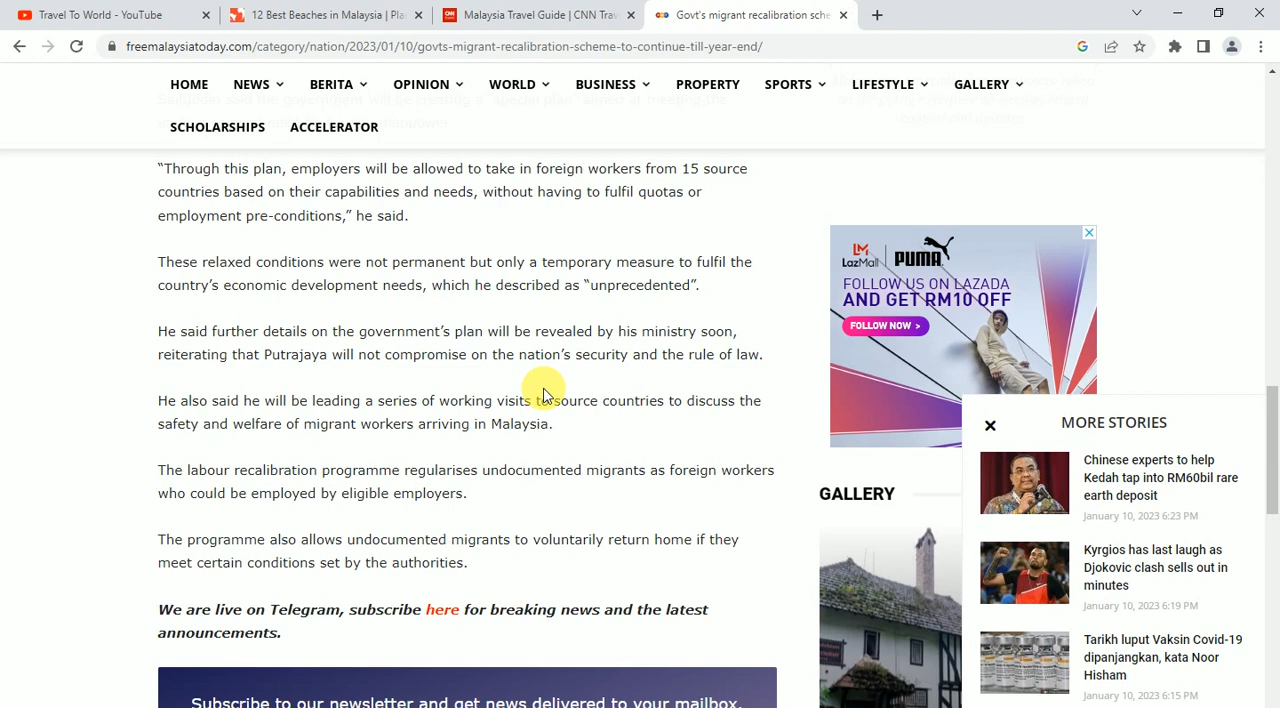 Travel To World - YouTube
12 Best Beaches in Malaysia | Pla
Malaysia Travel Guide | CNN Trav
Govt's migrant recalibration sche
freemalaysiatoday.com/category/nation/2023/01/10/govts-migrant-recalibration-scheme-to-continue-till-year-end/
HOME NEWS BERITA OPINION WORLD BUSINESS PROPERTY SPORTS LIFESTYLE GALLERY
SCHOLARSHIPS ACCELERATOR
“Through this plan, employers will be allowed to take in foreign workers from 15 source
countries based on their capabilities and needs, without having to fulfil quotas or
employment pre-conditions,” he said.
These relaxed conditions were not permanent but only a temporary measure to fulfil the
country’s economic development needs, which he described as “unprecedented”.
He said further details on the government’s plan will be revealed by his ministry soon,
reiterating that Putrajaya will not compromise on the nation’s security and the rule of law.
He also said he will be leading a series of working visits to source countries to discuss the
safety and welfare of migrant workers arriving in Malaysia.
The labour recalibration programme regularises undocumented migrants as foreign workers
who could be employed by eligible employers.
The programme also allows undocumented migrants to voluntarily return home if they
meet certain conditions set by the authorities.
We are live on Telegram, subscribe here for breaking news and the latest
announcements.
Subscribe to our newsletter and get news delivered to your mailbox.
LM
LazMall
PUMA
FOLLOW US ON LAZADA
AND GET RM10 OFF
FOLLOW NOW >
GALLERY
MORE STORIES
Chinese experts to help
Kedah tap into RM60bil rare
earth deposit
January 10, 2023 6:23 PM
Kyrgios has last laugh as
Djokovic clash sells out in
minutes
January 10, 2023 6:19 PM
Tarikh luput Vaksin Covid-19
dipanjangkan, kata Noor
Hisham
January 10, 2023 6:15 PM